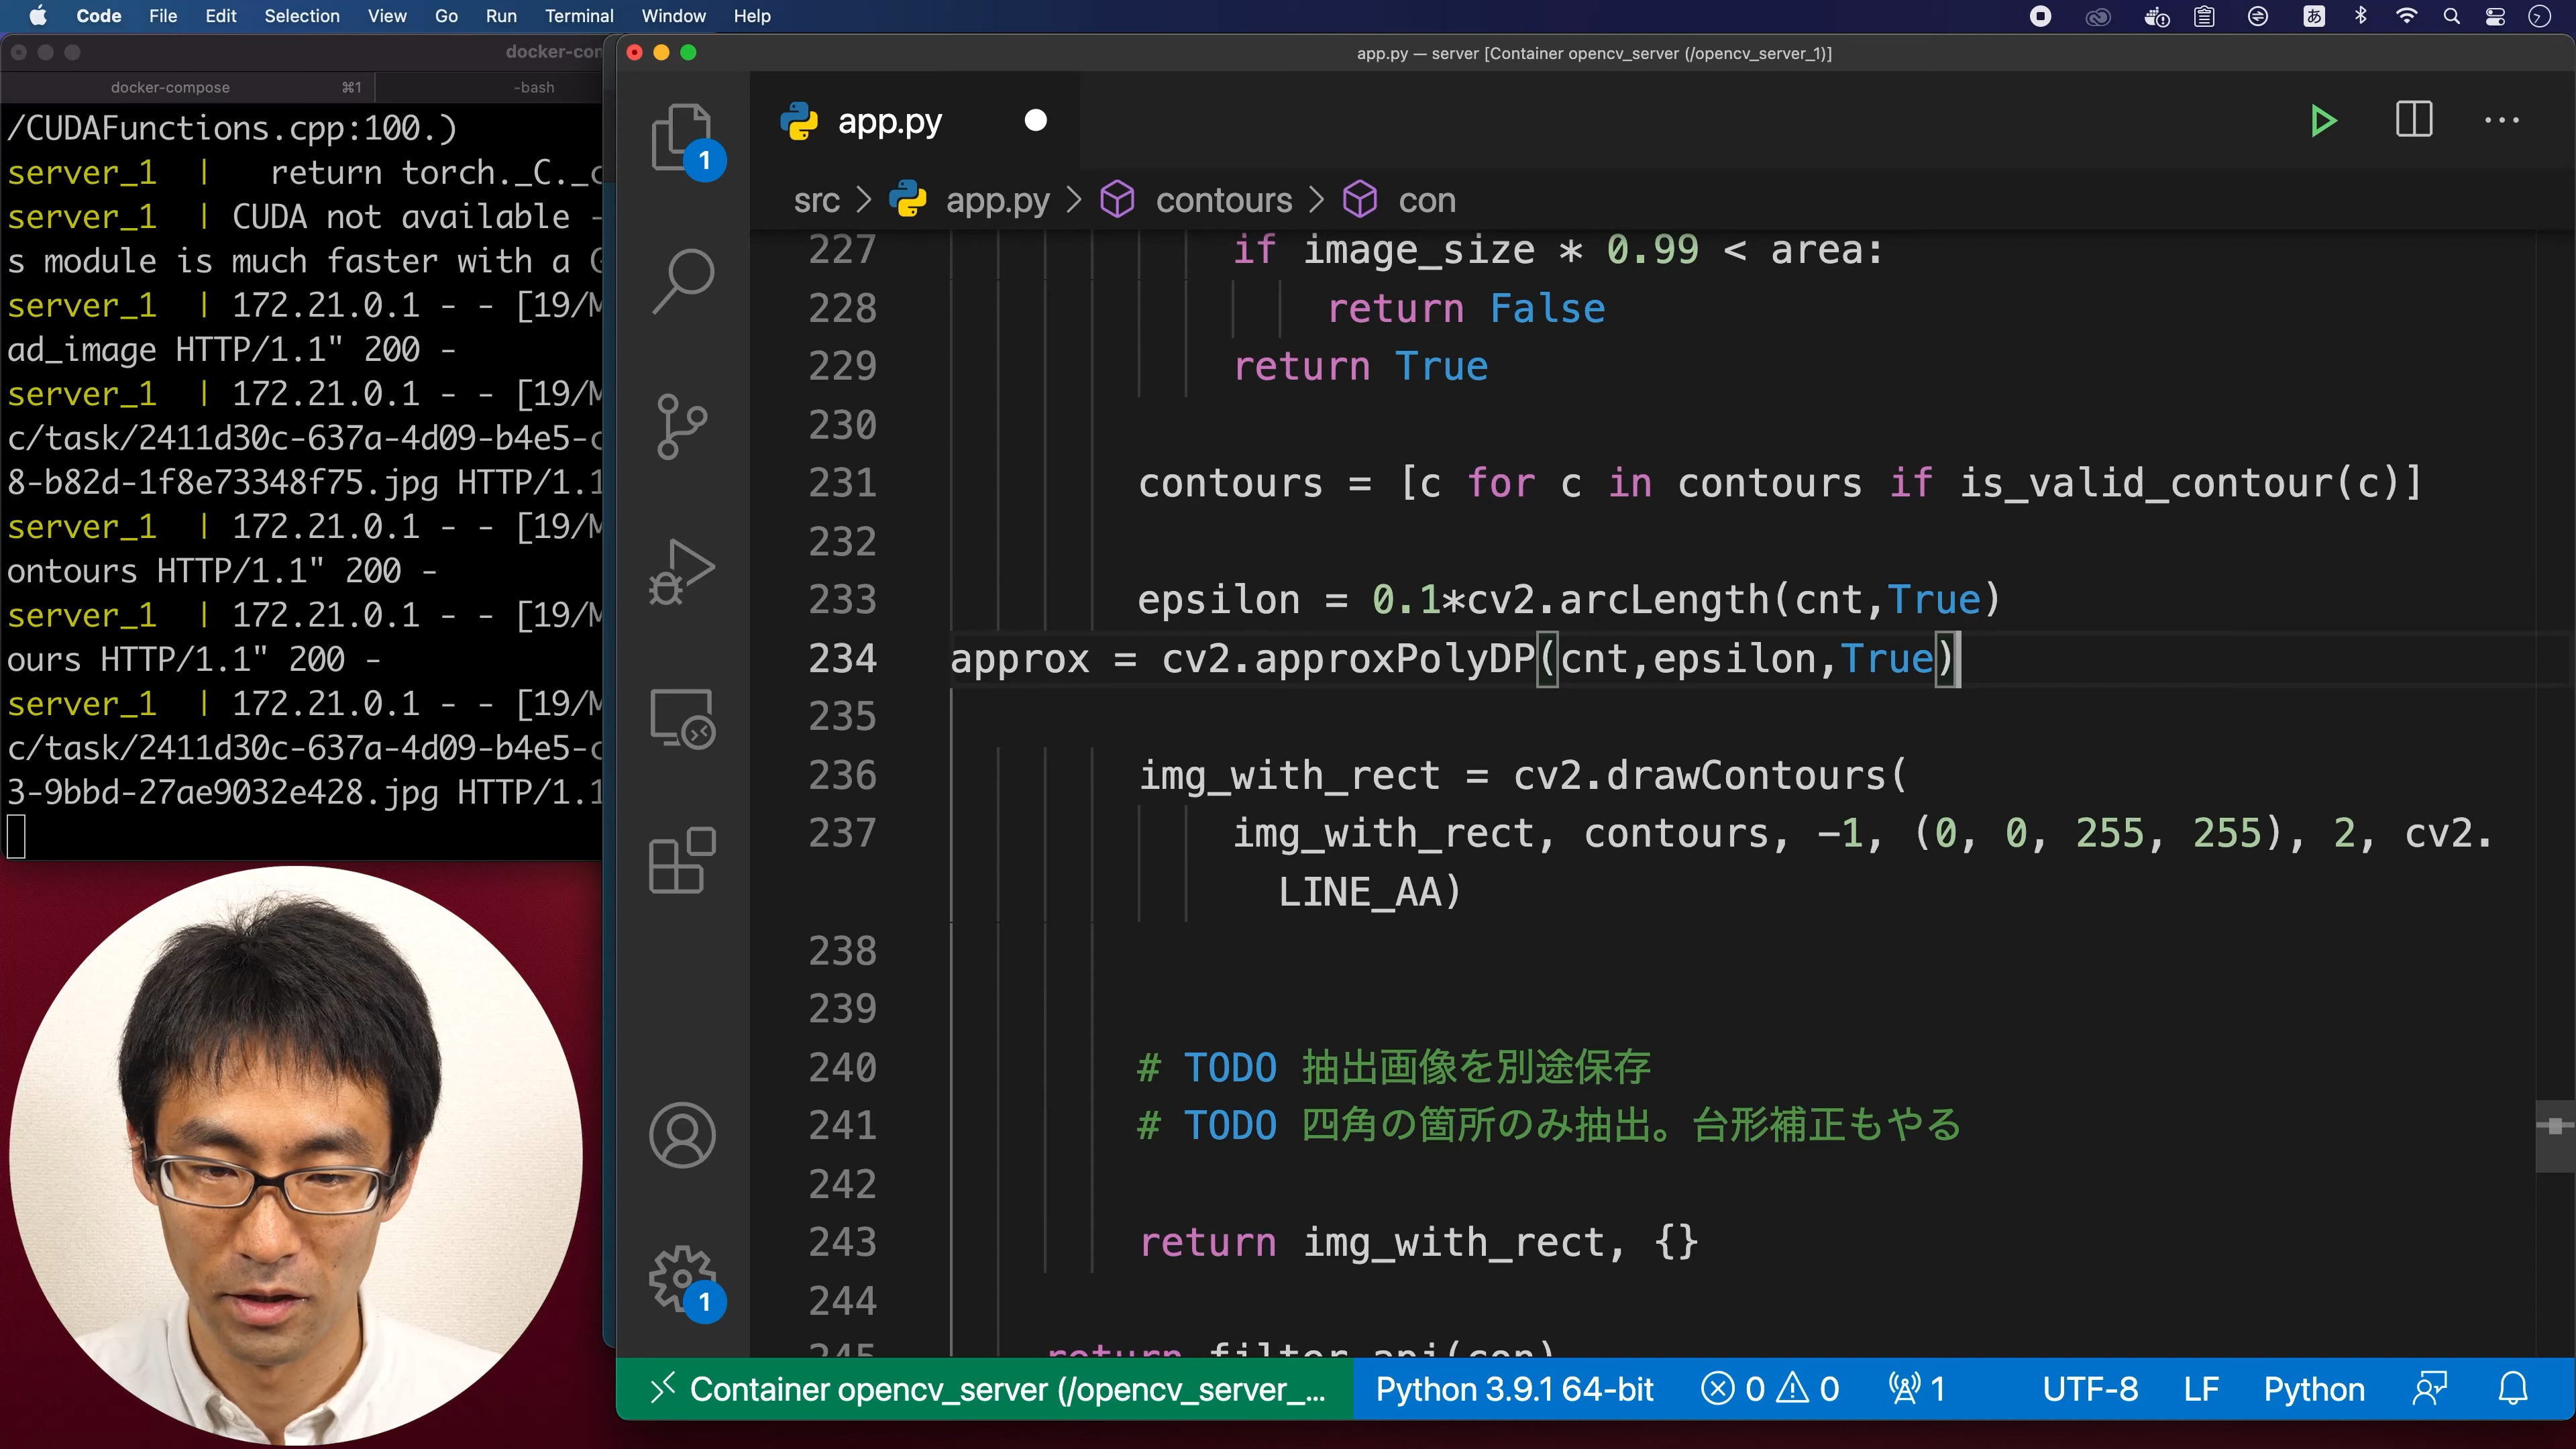 Code File Edit Selection View Go Run Terminal Window Help
あ
docker-con
docker-compose ⌘1 -bash
/CUDAFunctions.cpp:100.)
server_1 | return torch._C._c
server_1 | CUDA not available -
s module is much faster with a G
server_1 | 172.21.0.1 - - [19/M
ad_image HTTP/1.1" 200 -
server_1 | 172.21.0.1 - - [19/M
c/task/2411d30c-637a-4d09-b4e5-c
8-b82d-1f8e73348f75.jpg HTTP/1.1
server_1 | 172.21.0.1 - - [19/M
ontours HTTP/1.1" 200 -
server_1 | 172.21.0.1 - - [19/M
ours HTTP/1.1" 200 -
server_1 | 172.21.0.1 - - [19/M
c/task/2411d30c-637a-4d09-b4e5-c
3-9bbd-27ae9032e428.jpg HTTP/1.1
app.py — server [Container opencv_server (/opencv_server_1)]
1
app.py
src > app.py > contours > con
227 if image_size * 0.99 < area:
228 return False
229 return True
230
231 contours = [c for c in contours if is_valid_contour(c)]
232
233 epsilon = 0.1*cv2.arcLength(cnt,True)
234 approx = cv2.approxPolyDP(cnt,epsilon,True)
235
236 img_with_rect = cv2.drawContours(
237 img_with_rect, contours, -1, (0, 0, 255, 255), 2, cv2.
LINE_AA)
238
239
240 # TODO 抽出画像を別途保存
241 # TODO 四角の箇所のみ抽出。台形補正もやる
242
243 return img_with_rect, {}
244
245 return filter_api(con)
1
Container opencv_server (/opencv_server_... Python 3.9.1 64-bit 0 0 1 UTF-8 LF Python